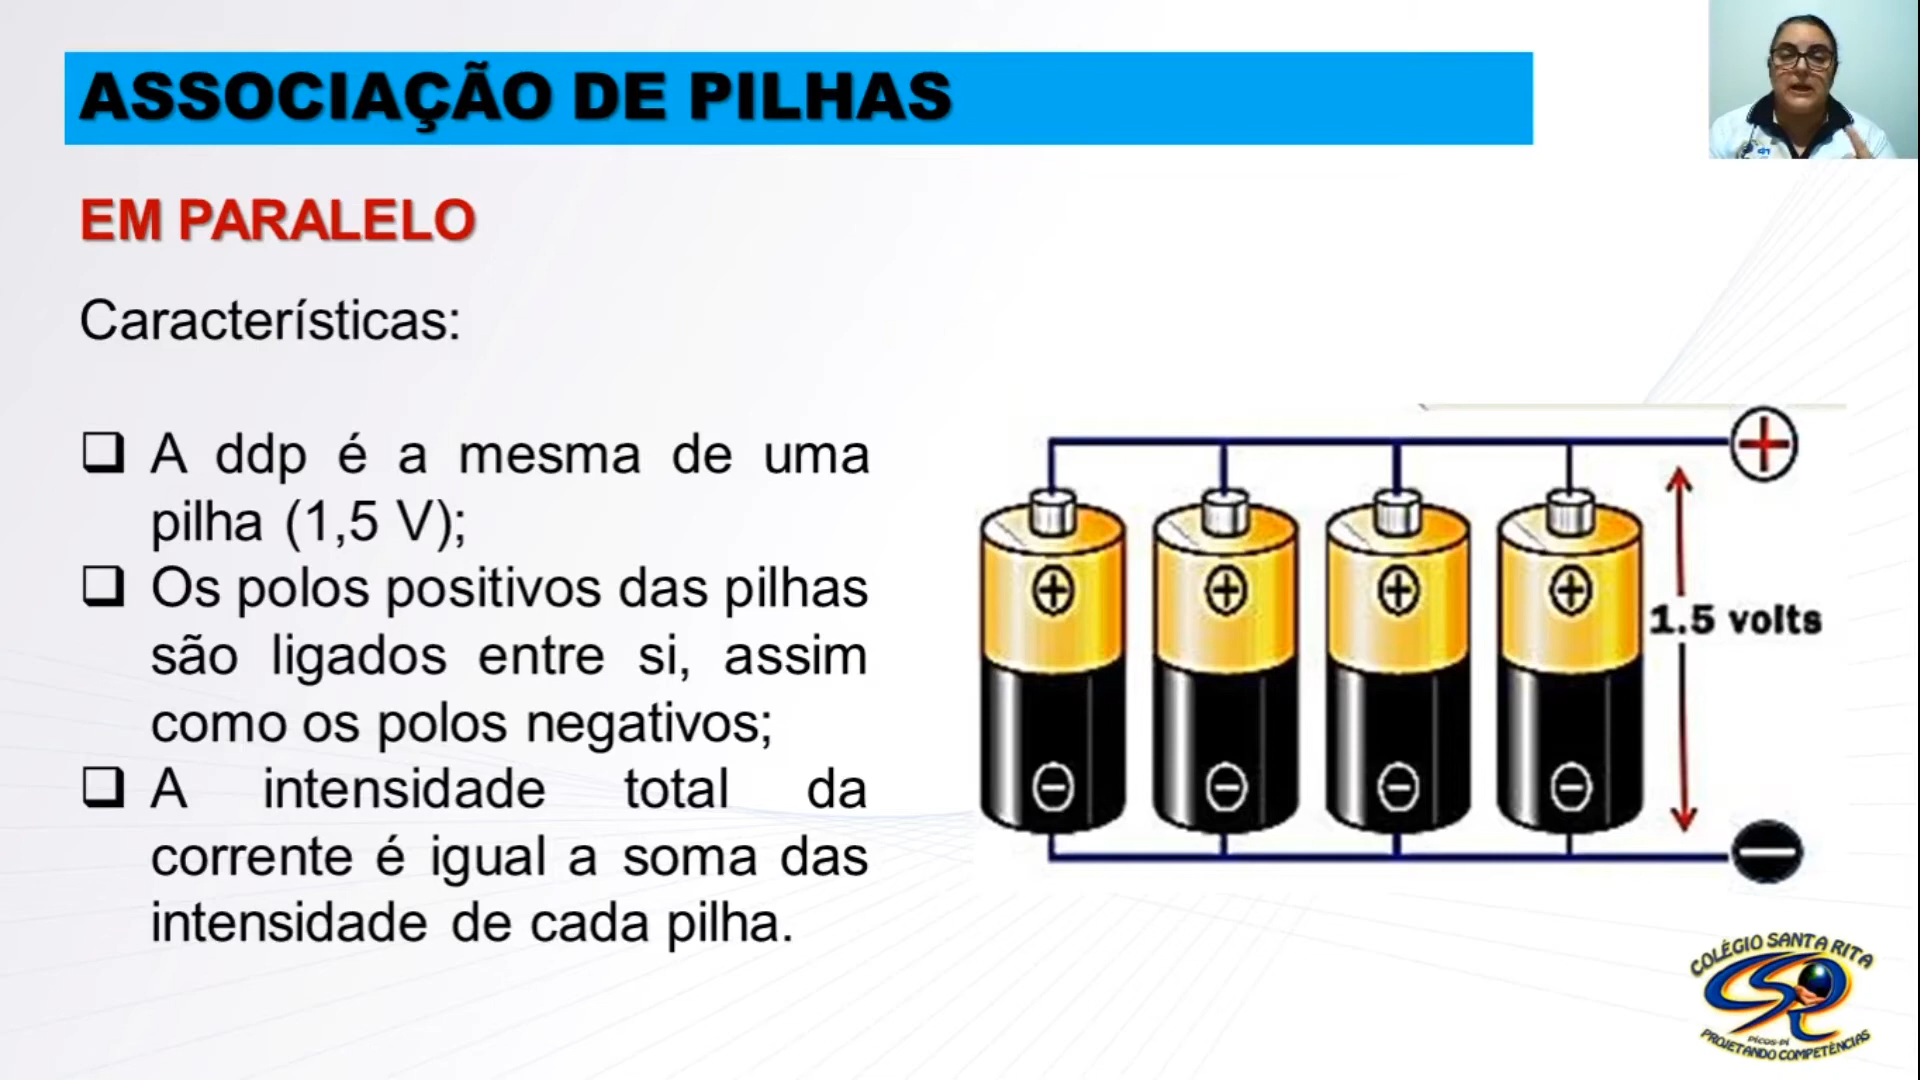 ASSOCIAÇÃO DE PILHAS
EM PARALELO
Características:
❑ A ddp é a mesma de uma
pilha (1,5 V);
❑ Os polos positivos das pilhas
são ligados entre si, assim
como os polos negativos;
❑ A intensidade total da
corrente é igual a soma das
intensidade de cada pilha.
1.5 volts
COLÉGIO SANTA RITA
PICOS-PI
PROJETANDO COMPETÊNCIAS